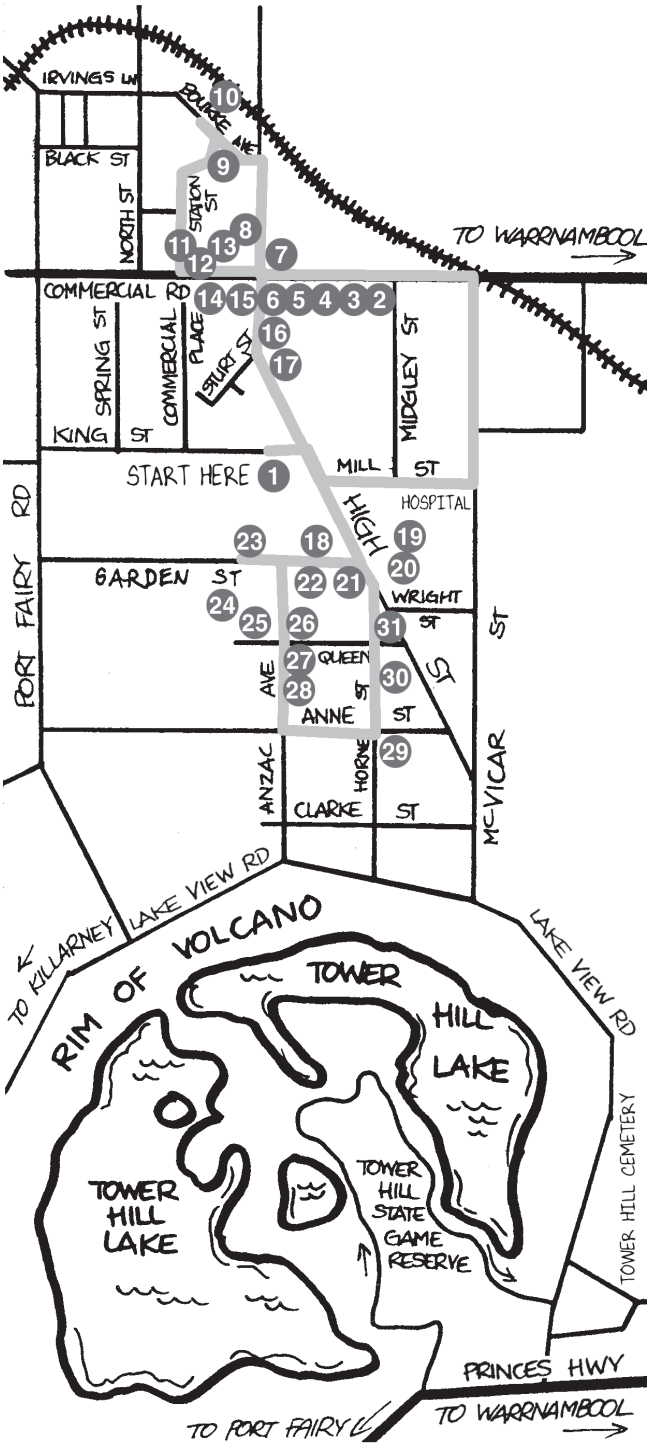 IRVINGS LN
10
BOURKE AVE
BLACK ST
9
NORTH ST
STATION ST
8
11
13
12
7
TO WARRNAMBOOL
COMMERCIAL RD
14 15 6 5 4 3 2
SPRING ST
COMMERCIAL PLACE
STURT ST
16
17
MIDGLEY ST
KING ST
START HERE 1
MILL ST
HOSPITAL
PORT FAIRY RD
HIGH ST
23
18
19
20
GARDEN ST
22
21
WRIGHT ST
24
25
26
31
QUEEN
27
28
30
ANZAC AVE
HORNE ST
ANNE ST
29
CLARKE ST
McVICAR ST
LAKE VIEW RD
TO KILLARNEY
LAKE VIEW RD
RIM OF VOLCANO
TOWER
HILL
LAKE
TOWER
HILL
LAKE
TOWER
HILL
STATE
GAME
RESERVE
TOWER HILL CEMETERY
PRINCES HWY
TO PORT FAIRY
TO WARRNAMBOOL